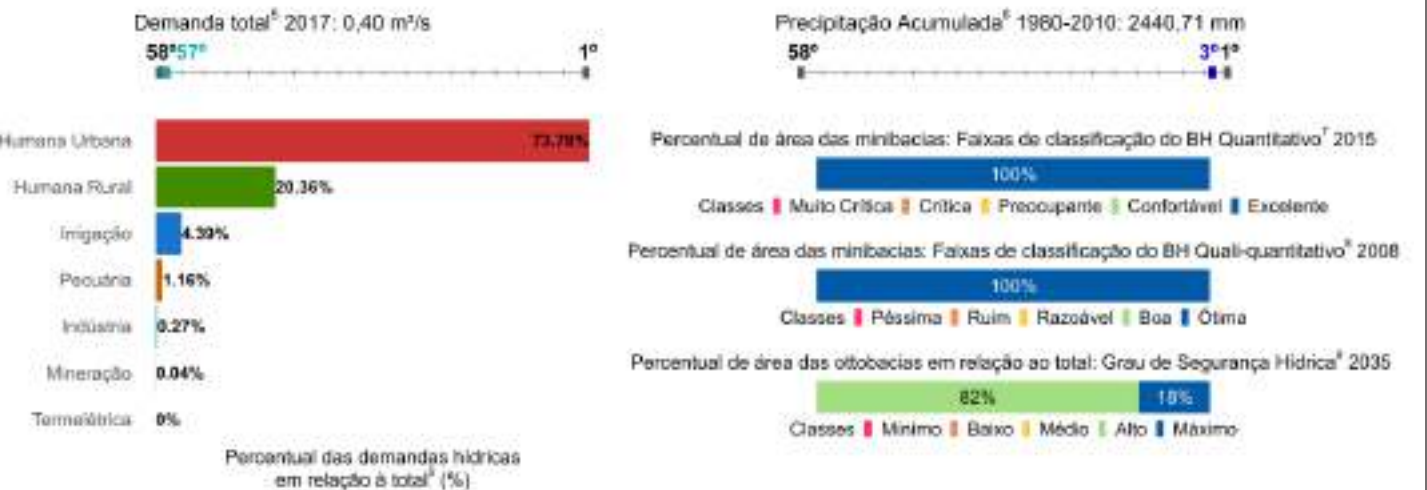 Demanda total⁵ 2017: 0,40 m³/s
58º57º 1º
Humana Urbana 73.78%
Humana Rural 20.36%
Irrigação 4.39%
Pecuária 1.16%
Indústria 0.27%
Mineração 0.04%
Termelétrica 0%
Percentual das demandas hídricas
em relação à total⁵ (%)
Precipitação Acumulada⁶ 1980-2010: 2440,71 mm
58º 3º1º
Percentual de área das minibacias: Faixas de classificação do BH Quantitativo⁷ 2015
100%
Classes Muito Crítica Crítica Preocupante Confortável Excelente
Percentual de área das minibacias: Faixas de classificação do BH Quali-quantitativo⁸ 2008
100%
Classes Péssima Ruim Razoável Boa Ótima
Percentual de área das ottobacias em relação ao total: Grau de Segurança Hídrica 2035
82% 18%
Classes Mínimo Baixo Médio Alto Máximo